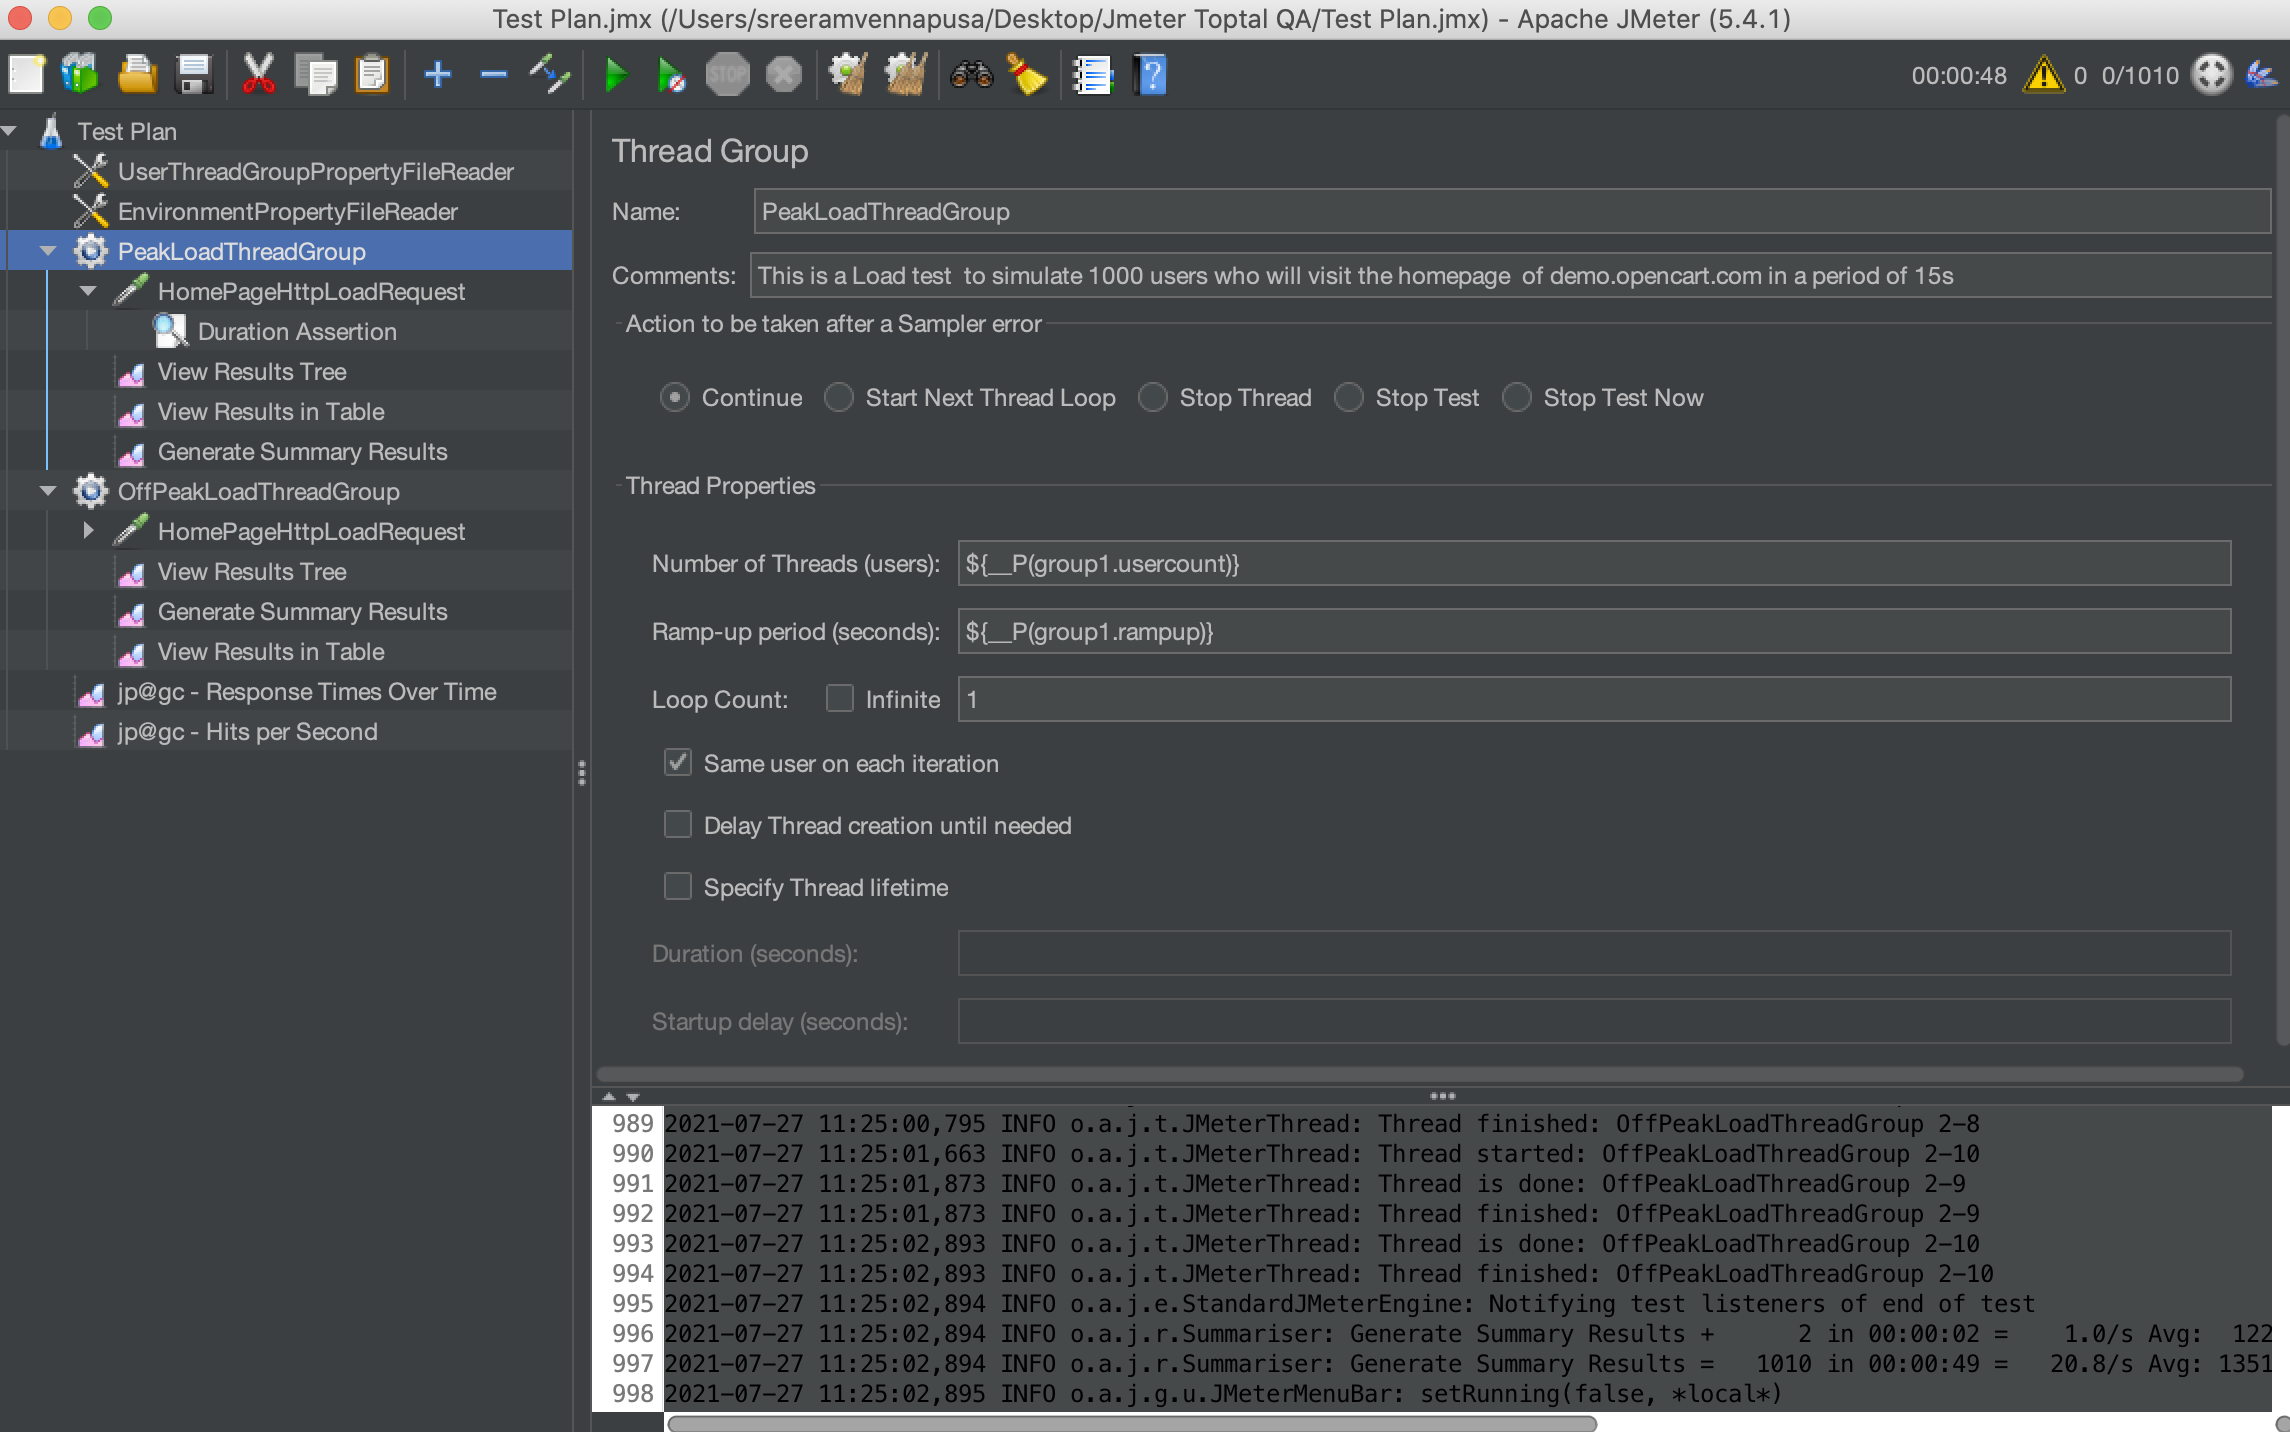 Test Plan.jmx (/Users/sreeramvennapusa/Desktop/Jmeter Toptal QA/Test Plan.jmx) - Apache JMeter (5.4.1)
STOP
00:00:48 0 0/1010
Test Plan
UserThreadGroupPropertyFileReader
EnvironmentPropertyFileReader
PeakLoadThreadGroup
HomePageHttpLoadRequest
Duration Assertion
View Results Tree
View Results in Table
Generate Summary Results
OffPeakLoadThreadGroup
HomePageHttpLoadRequest
View Results Tree
Generate Summary Results
View Results in Table
jp@gc - Response Times Over Time
jp@gc - Hits per Second
Thread Group
Name: PeakLoadThreadGroup
Comments: This is a Load test  to simulate 1000 users who will visit the homepage  of demo.opencart.com in a period of 15s
Action to be taken after a Sampler error
Continue Start Next Thread Loop Stop Thread Stop Test Stop Test Now
Thread Properties
Number of Threads (users): ${__P(group1.usercount)}
Ramp-up period (seconds): ${__P(group1.rampup)}
Loop Count: Infinite 1
Same user on each iteration
Delay Thread creation until needed
Specify Thread lifetime
Duration (seconds):
Startup delay (seconds):
989 2021-07-27 11:25:00,795 INFO o.a.j.t.JMeterThread: Thread finished: OffPeakLoadThreadGroup 2-8
990 2021-07-27 11:25:01,663 INFO o.a.j.t.JMeterThread: Thread started: OffPeakLoadThreadGroup 2-10
991 2021-07-27 11:25:01,873 INFO o.a.j.t.JMeterThread: Thread is done: OffPeakLoadThreadGroup 2-9
992 2021-07-27 11:25:01,873 INFO o.a.j.t.JMeterThread: Thread finished: OffPeakLoadThreadGroup 2-9
993 2021-07-27 11:25:02,893 INFO o.a.j.t.JMeterThread: Thread is done: OffPeakLoadThreadGroup 2-10
994 2021-07-27 11:25:02,893 INFO o.a.j.t.JMeterThread: Thread finished: OffPeakLoadThreadGroup 2-10
995 2021-07-27 11:25:02,894 INFO o.a.j.e.StandardJMeterEngine: Notifying test listeners of end of test
996 2021-07-27 11:25:02,894 INFO o.a.j.r.Summariser: Generate Summary Results +      2 in 00:00:02 =    1.0/s Avg:  122
997 2021-07-27 11:25:02,894 INFO o.a.j.r.Summariser: Generate Summary Results =   1010 in 00:00:49 =   20.8/s Avg: 1351
998 2021-07-27 11:25:02,895 INFO o.a.j.g.u.JMeterMenuBar: setRunning(false, *local*)